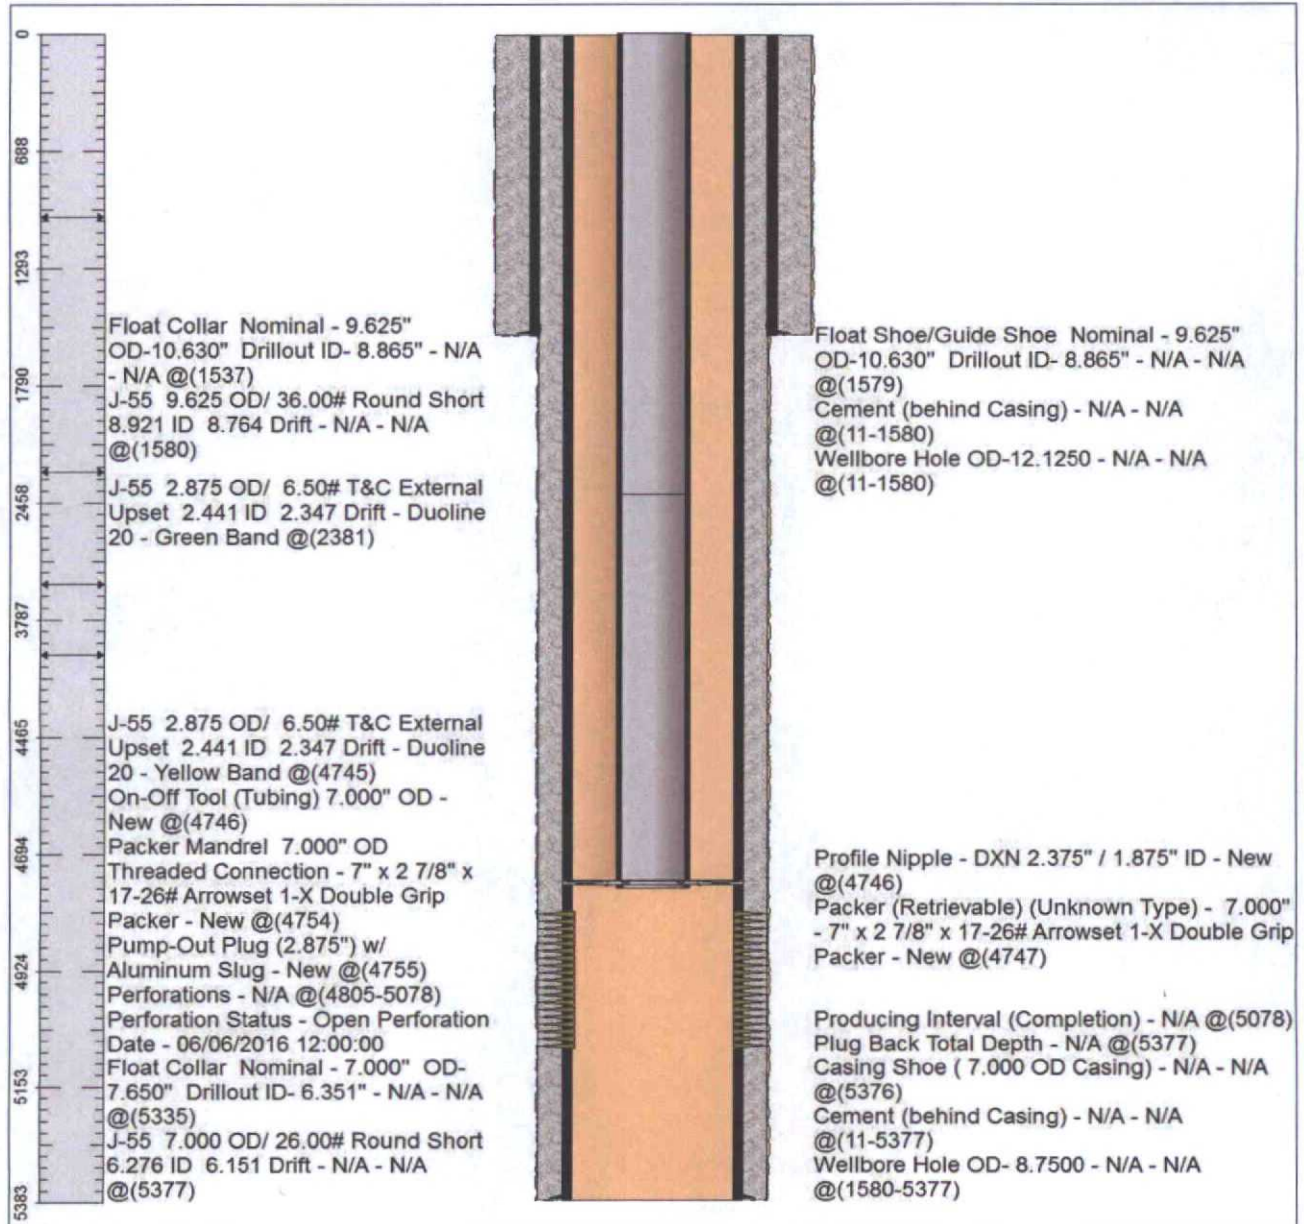 0
688
1293
1790
2458
3787
4465
4694
4924
5153
5383
Float Collar Nominal - 9.625"
OD-10.630" Drillout ID- 8.865" - N/A
- N/A @(1537)
J-55 9.625 OD/ 36.00# Round Short
8.921 ID 8.764 Drift - N/A - N/A
@(1580)
J-55 2.875 OD/ 6.50# T&C External
Upset 2.441 ID 2.347 Drift - Duoline
20 - Green Band @(2381)
J-55 2.875 OD/ 6.50# T&C External
Upset 2.441 ID 2.347 Drift - Duoline
20 - Yellow Band @(4745)
On-Off Tool (Tubing) 7.000" OD -
New @(4746)
Packer Mandrel 7.000" OD
Threaded Connection - 7" x 2 7/8" x
17-26# Arrowset 1-X Double Grip
Packer - New @(4754)
Pump-Out Plug (2.875") w/
Aluminum Slug - New @(4755)
Perforations - N/A @(4805-5078)
Perforation Status - Open Perforation
Date - 06/06/2016 12:00:00
Float Collar Nominal - 7.000" OD-
7.650" Drillout ID- 6.351" - N/A - N/A
@(5335)
J-55 7.000 OD/ 26.00# Round Short
6.276 ID 6.151 Drift - N/A - N/A
@(5377)
Float Shoe/Guide Shoe Nominal - 9.625"
OD-10.630" Drillout ID- 8.865" - N/A - N/A
@(1579)
Cement (behind Casing) - N/A - N/A
@(11-1580)
Wellbore Hole OD-12.1250 - N/A - N/A
@(11-1580)
Profile Nipple - DXN 2.375" / 1.875" ID - New
@(4746)
Packer (Retrievable) (Unknown Type) - 7.000"
- 7" x 2 7/8" x 17-26# Arrowset 1-X Double Grip
Packer - New @(4747)
Producing Interval (Completion) - N/A @(5078)
Plug Back Total Depth - N/A @(5377)
Casing Shoe ( 7.000 OD Casing) - N/A - N/A
@(5376)
Cement (behind Casing) - N/A - N/A
@(11-5377)
Wellbore Hole OD- 8.7500 - N/A - N/A
@(1580-5377)